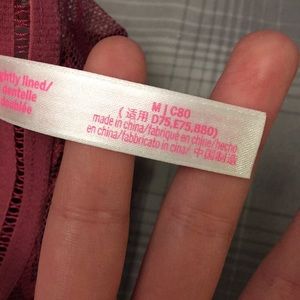 ghtly lined/
dentelle
doublée
M | C80
(适用 D75,E75,B80)
made in china/fabriqué en chine/hecho
en china/fabbricato in cina/ 中国制造